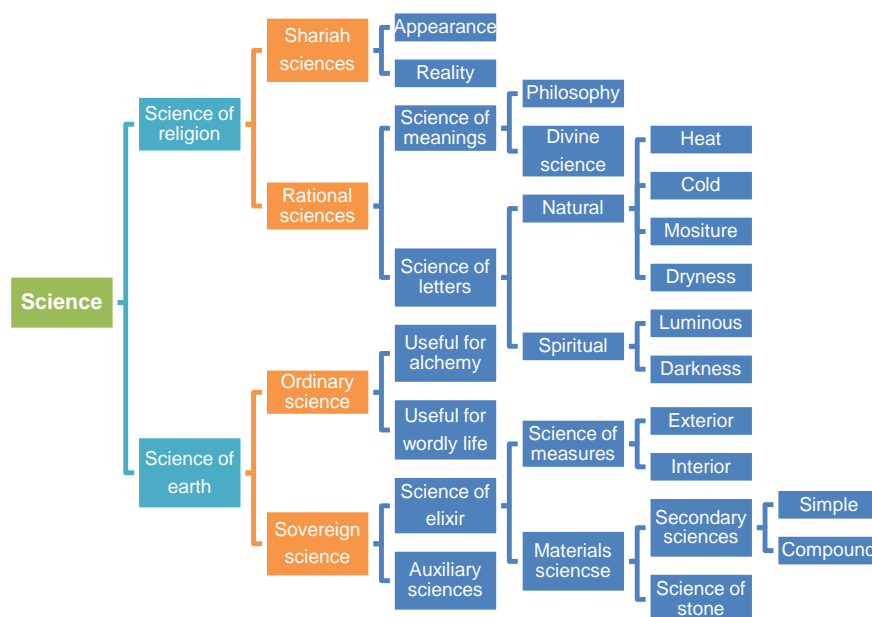 Science
Science of
religion
Science of
earth
Shariah
sciences
Rational
sciences
Ordinary
science
Sovereign
science
Appearance
Reality
Science of
meanings
Science of
letters
Useful for
alchemy
Useful for
wordly life
Science of
elixir
Auxiliary
sciences
Philosophy
Divine
science
Natural
Spiritual
Science of
measures
Materials
siencse
Heat
Cold
Mositure
Dryness
Luminous
Darkness
Exterior
Interior
Secondary
sciences
Science of
stone
Simple
Compound